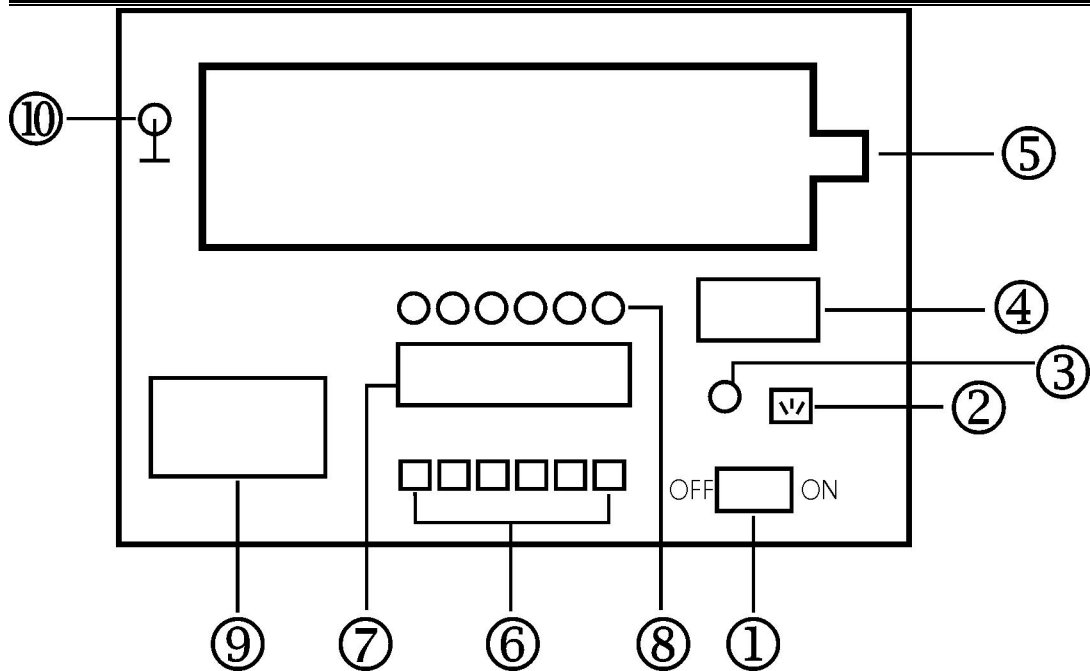 ⑩
⑤
④
③
②
OFF ON
⑨ ⑦ ⑥ ⑧ ①